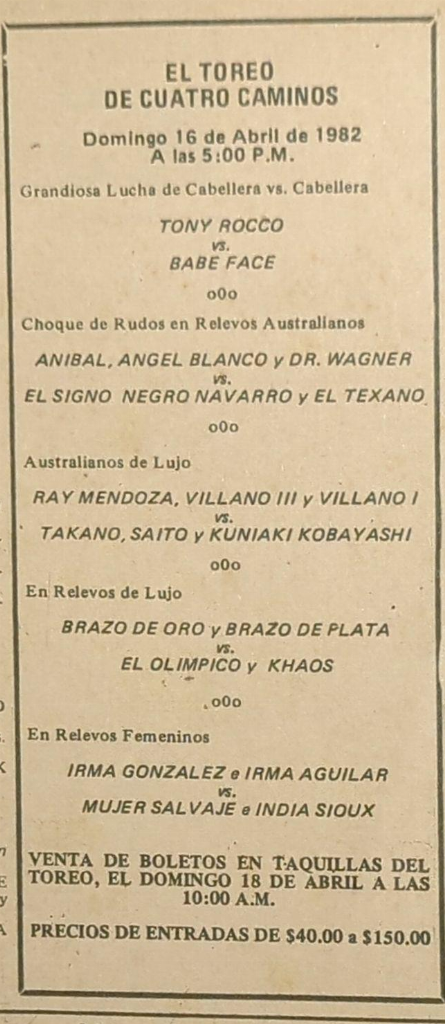 EL TOREO
DE CUATRO CAMINOS
Domingo 16 de Abril de 1982
A las 5:00 P.M.
Grandiosa Lucha de Cabellera vs. Cabellera
TONY ROCCO
vs.
BABE FACE
oOo
Choque de Rudos en Relevos Australianos
ANIBAL, ANGEL BLANCO y DR. WAGNER
vs.
EL SIGNO NEGRO NAVARRO y EL TEXANO
oOo
Australianos de Lujo
RAY MENDOZA, VILLANO III y VILLANO I
vs.
TAKANO, SAITO y KUNIAKI KOBAYASHI
oOo
En Relevos de Lujo
BRAZO DE ORO y BRAZO DE PLATA
vs.
EL OLIMPICO y KHAOS
oOo
En Relevos Femeninos
IRMA GONZALEZ e IRMA AGUILAR
vs.
MUJER SALVAJE e INDIA SIOUX
VENTA DE BOLETOS EN TAQUILLAS DEL
TOREO, EL DOMINGO 18 DE ABRIL A LAS
10:00 A.M.
PRECIOS DE ENTRADAS DE $40.00 a $150.00